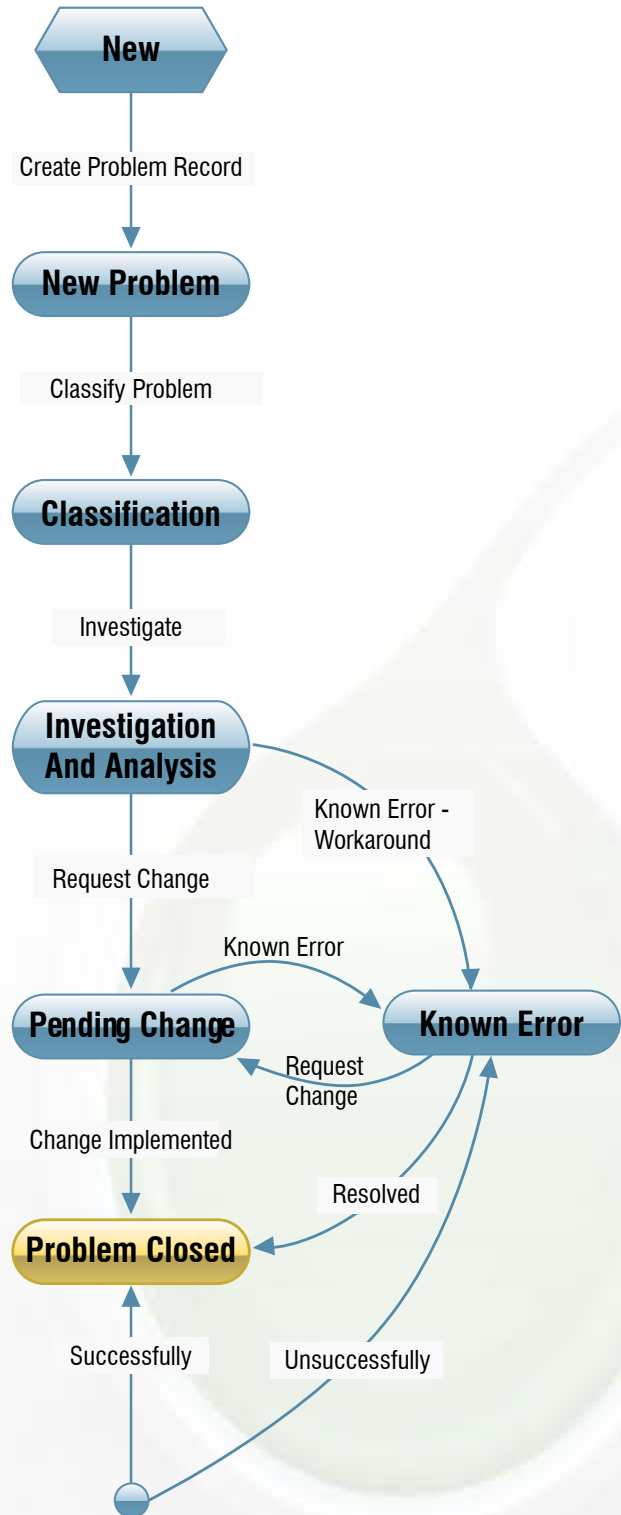 New
Create Problem Record
New Problem
Classify Problem
Classification
Investigate
Investigation
And Analysis
Known Error -
Workaround
Request Change
Known Error
Pending Change
Known Error
Request
Change
Change Implemented
Resolved
Problem Closed
Successfully
Unsuccessfully